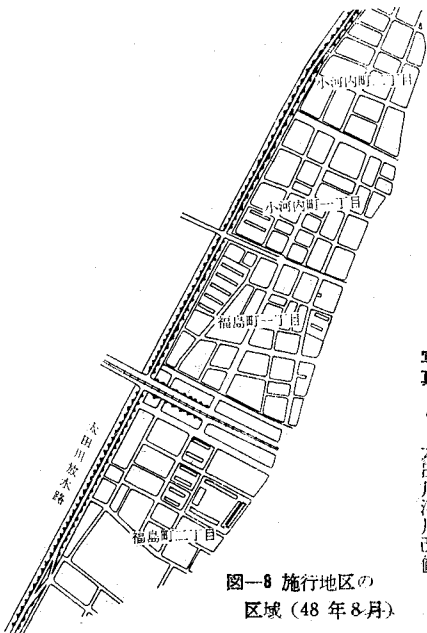 小河内町二丁目
小河内町一丁目
福島町一丁目
太田川放水路
福島町二丁目
図—8 施行地区の
区域 (48 年8月)